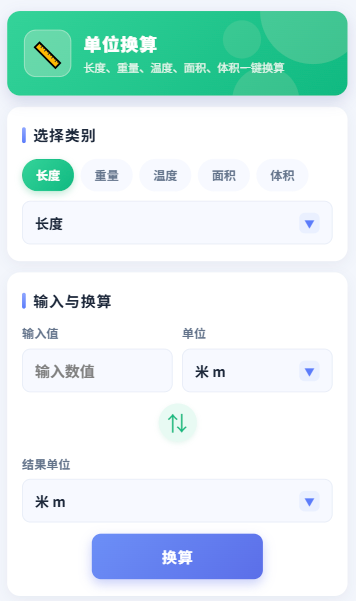 单位换算
长度、重量、温度、面积、体积一键换算
选择类别
长度 重量 温度 面积 体积
长度
输入与换算
输入值 单位
输入数值 米 m
结果单位
米 m
换算